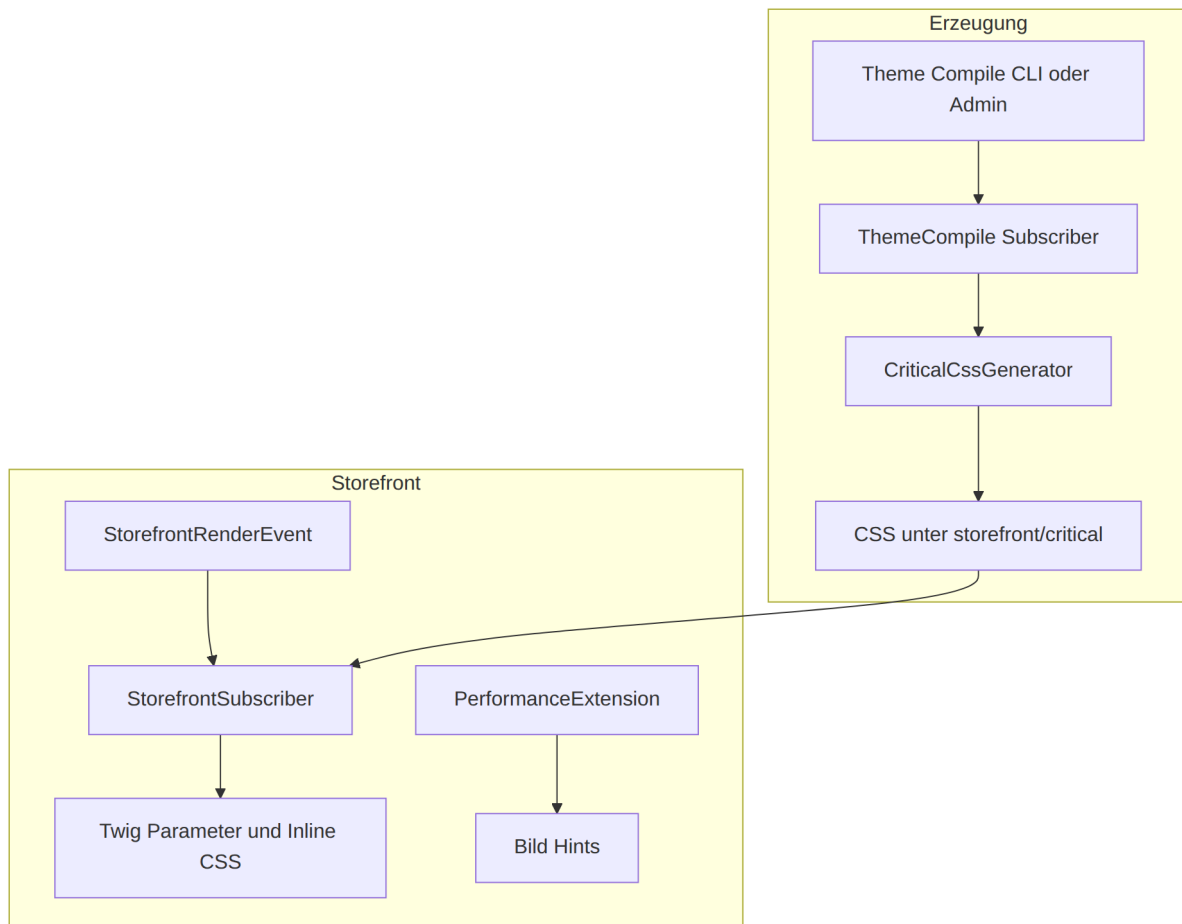 Erzeugung
Theme Compile CLI oder
Admin
ThemeCompile Subscriber
CriticalCssGenerator
CSS unter storefront/critical
Storefront
StorefrontRenderEvent
StorefrontSubscriber
PerformanceExtension
Twig Parameter und Inline
CSS
Bild Hints